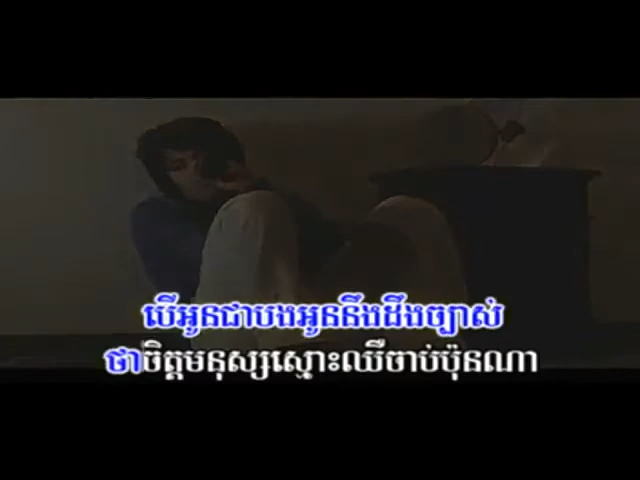 បើអូនជាបងអូននឹងដឹងច្បាស់
ថាចិត្តមនុស្សស្មោះឈឺចាប់ប៉ុនណា